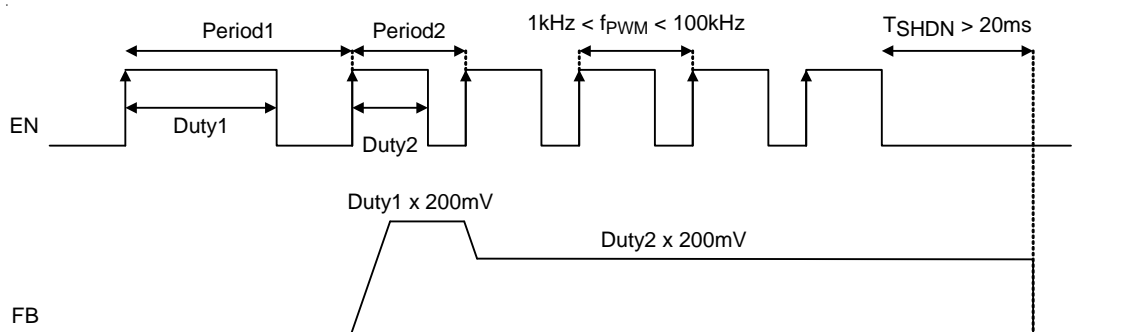 Period1
Period2
1kHz < fPWM < 100kHz
TSHDN > 20ms
EN
Duty1
Duty2
Duty1 x 200mV
Duty2 x 200mV
FB